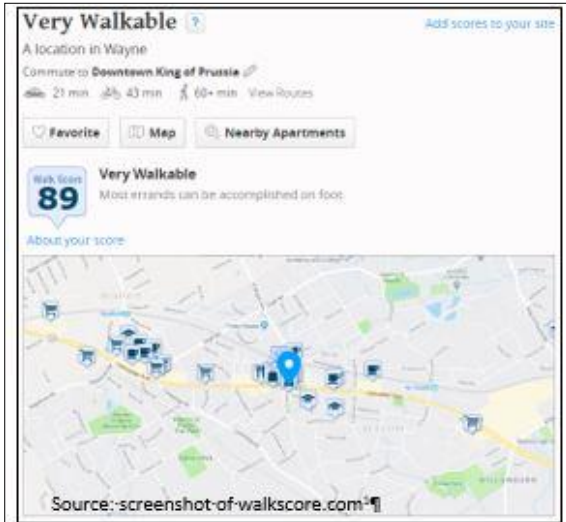 Very Walkable ?
Add scores to your site
A location in Wayne
Commute to Downtown King of Prussia
21 min 43 min 60+ min View Routes
Favorite Map Nearby Apartments
Walk Score
89
Very Walkable
Most errands can be accomplished on foot
About your score
Source:·screenshot·of·walkscore.com¶